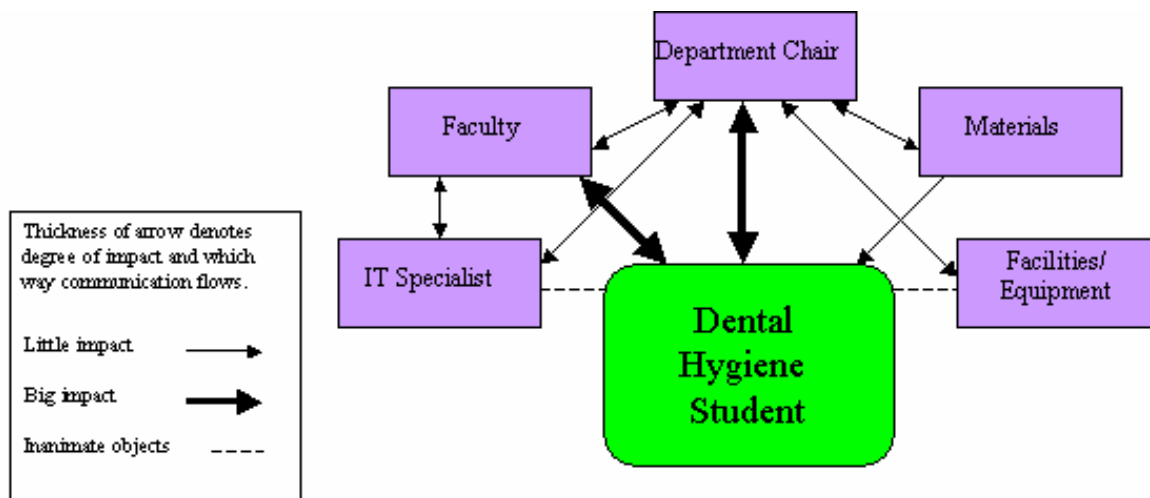 Department Chair
Faculty
Materials
IT Specialist
Facilities/
Equipment
Dental
Hygiene
Student
Thickness of arrow denotes
degree of impact and which
way communication flows.
Little impact
Big impact
Inanimate objects